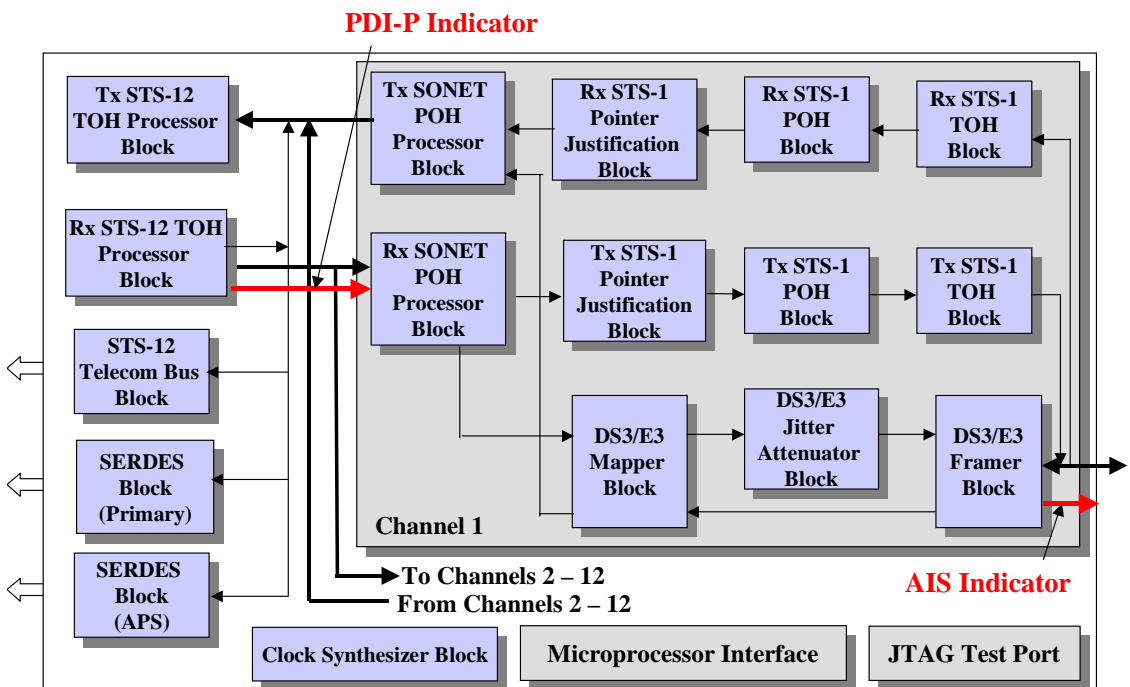 PDI-P Indicator
Tx STS-12
TOH Processor
Block
Tx SONET
POH
Processor
Block
Rx STS-1
Pointer
Justification
Block
Rx STS-1
POH
Block
Rx STS-1
TOH
Block
Rx STS-12 TOH
Processor
Block
Rx SONET
POH
Processor
Block
Tx STS-1
Pointer
Justification
Block
Tx STS-1
POH
Block
Tx STS-1
TOH
Block
STS-12
Telecom Bus
Block
DS3/E3
Mapper
Block
DS3/E3
Jitter
Attenuator
Block
DS3/E3
Framer
Block
SERDES
Block
(Primary)
Channel 1
SERDES
Block
(APS)
To Channels 2 – 12
From Channels 2 – 12
AIS Indicator
Clock Synthesizer Block
Microprocessor Interface
JTAG Test Port